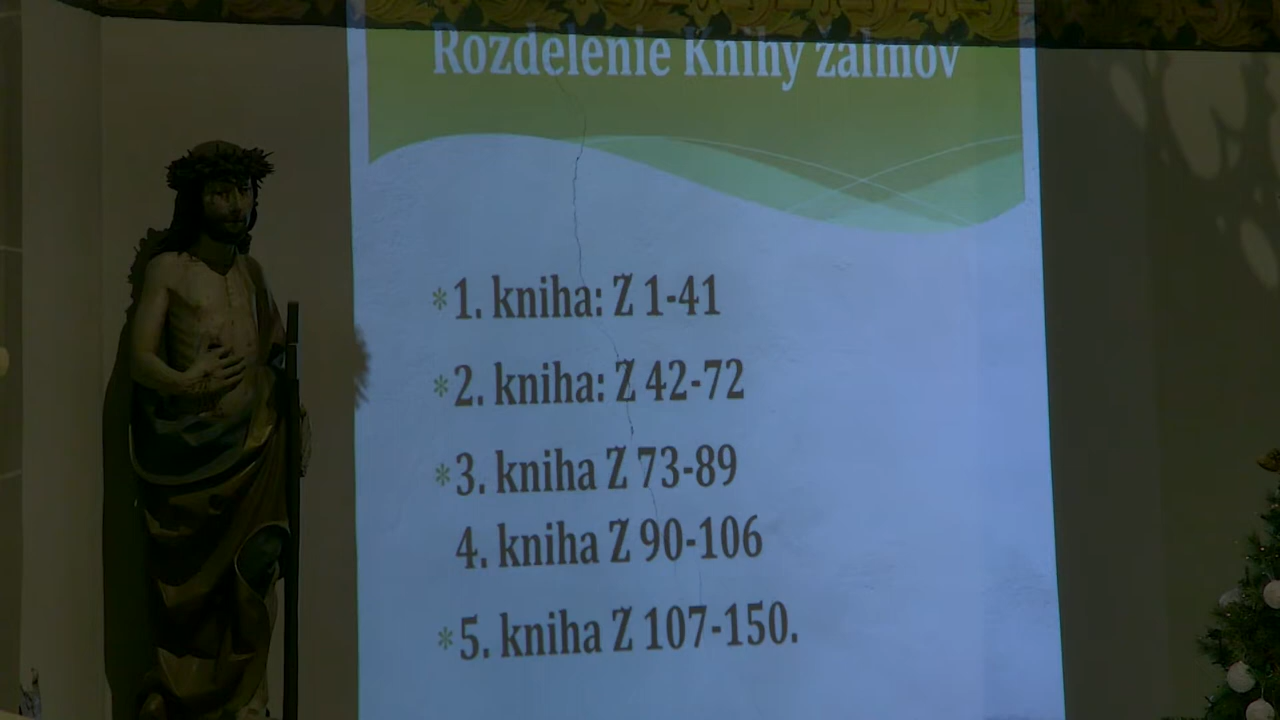 Rozdelenie Knihy žalmov
*1. kniha: Ž 1-41
*2. kniha: Ž 42-72
*3. kniha Ž 73-89
4. kniha Ž 90-106
*5. kniha Ž 107-150.